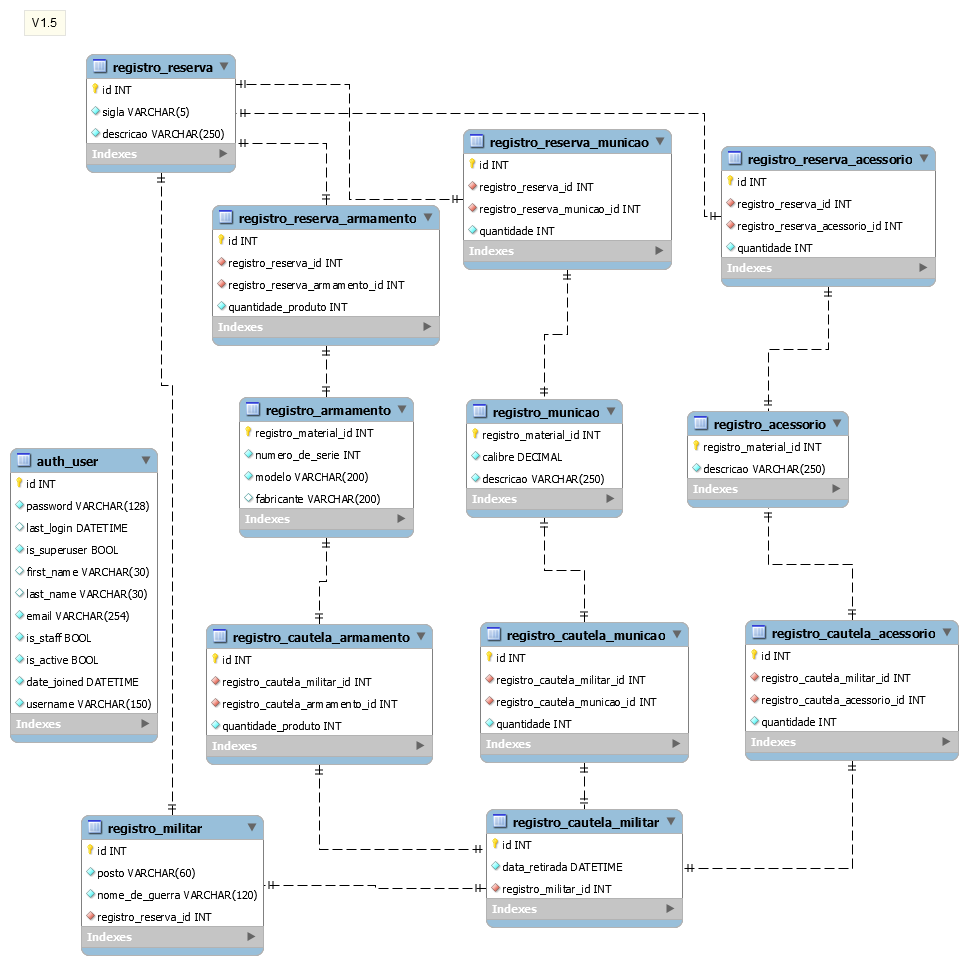 V1.5
registro_reserva
id INT
sigla VARCHAR(5)
descricao VARCHAR(250)
Indexes
registro_reserva_municao
id INT
registro_reserva_id INT
registro_reserva_municao_id INT
quantidade INT
Indexes
registro_reserva_acessorio
id INT
registro_reserva_id INT
registro_reserva_acessorio_id INT
quantidade INT
Indexes
registro_reserva_armamento
id INT
registro_reserva_id INT
registro_reserva_armamento_id INT
quantidade_produto INT
Indexes
registro_armamento
registro_material_id INT
numero_de_serie INT
modelo VARCHAR(200)
fabricante VARCHAR(200)
Indexes
registro_municao
registro_material_id INT
calibre DECIMAL
descricao VARCHAR(250)
Indexes
registro_acessorio
registro_material_id INT
descricao VARCHAR(250)
Indexes
auth_user
id INT
password VARCHAR(128)
last_login DATETIME
is_superuser BOOL
first_name VARCHAR(30)
last_name VARCHAR(30)
email VARCHAR(254)
is_staff BOOL
is_active BOOL
date_joined DATETIME
username VARCHAR(150)
Indexes
registro_cautela_armamento
id INT
registro_cautela_militar_id INT
registro_cautela_armamento_id INT
quantidade_produto INT
Indexes
registro_cautela_municao
id INT
registro_cautela_militar_id INT
registro_cautela_municao_id INT
quantidade INT
Indexes
registro_cautela_acessorio
id INT
registro_cautela_militar_id INT
registro_cautela_acessorio_id INT
quantidade INT
Indexes
registro_militar
id INT
posto VARCHAR(60)
nome_de_guerra VARCHAR(120)
registro_reserva_id INT
Indexes
registro_cautela_militar
id INT
data_retirada DATETIME
registro_militar_id INT
Indexes